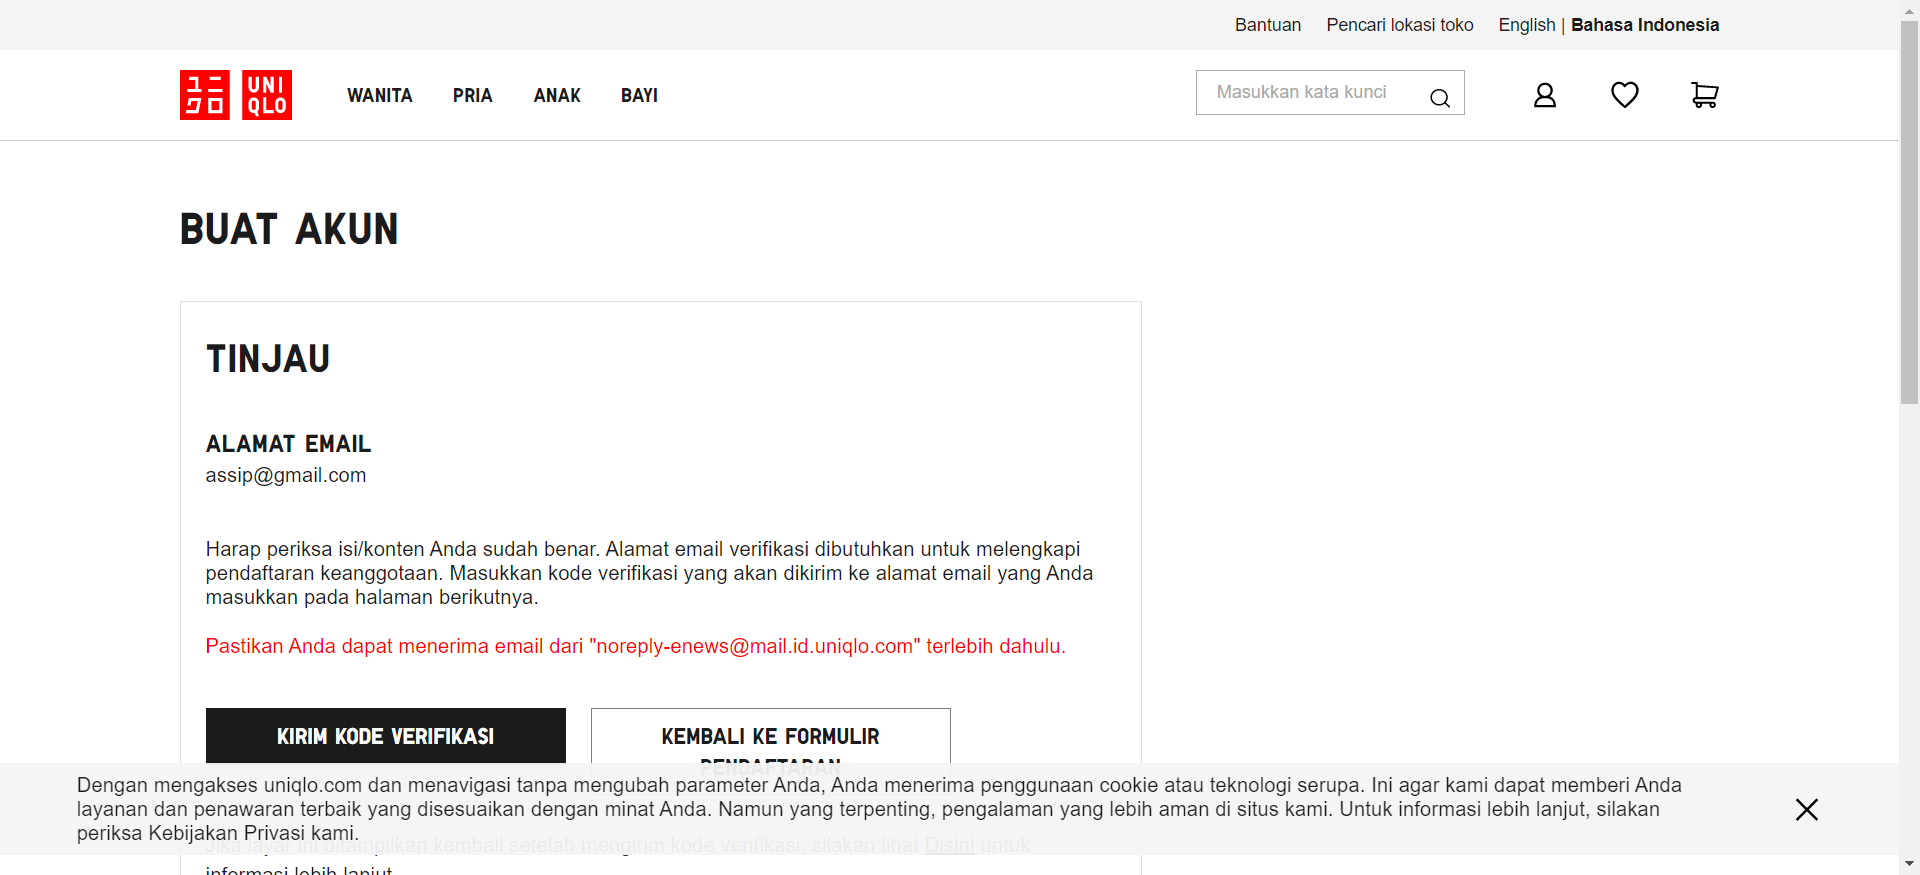 Bantuan Pencari lokasi toko English | Bahasa Indonesia
ユニ
クロ
UNI
QLO
WANITA PRIA ANAK BAYI
Masukkan kata kunci
BUAT AKUN
TINJAU
ALAMAT EMAIL
assip@gmail.com
Harap periksa isi/konten Anda sudah benar. Alamat email verifikasi dibutuhkan untuk melengkapi
pendaftaran keanggotaan. Masukkan kode verifikasi yang akan dikirim ke alamat email yang Anda
masukkan pada halaman berikutnya.
Pastikan Anda dapat menerima email dari "noreply-enews@mail.id.uniqlo.com" terlebih dahulu.
KIRIM KODE VERIFIKASI
KEMBALI KE FORMULIR
PENDAFTARAN
Dengan mengakses uniqlo.com dan menavigasi tanpa mengubah parameter Anda, Anda menerima penggunaan cookie atau teknologi serupa. Ini agar kami dapat memberi Anda
layanan dan penawaran terbaik yang disesuaikan dengan minat Anda. Namun yang terpenting, pengalaman yang lebih aman di situs kami. Untuk informasi lebih lanjut, silakan
periksa Kebijakan Privasi kami.
Jika layar ini ditampilkan kembali setelah mengirim kode verifikasi, silakan lihat Disini untuk
informasi lebih lanjut.